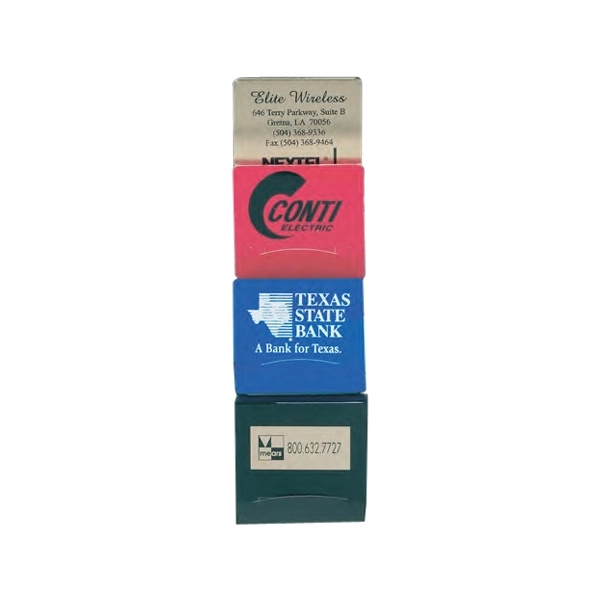 Elite Wireless
646 Terry Parkway, Suite B
Gretna, LA 70056
(504) 368-9336
Fax (504) 368-9464
NEXTEL
CONTI
ELECTRIC
TEXAS
STATE
BANK
A Bank for Texas.
means 800.632.7727